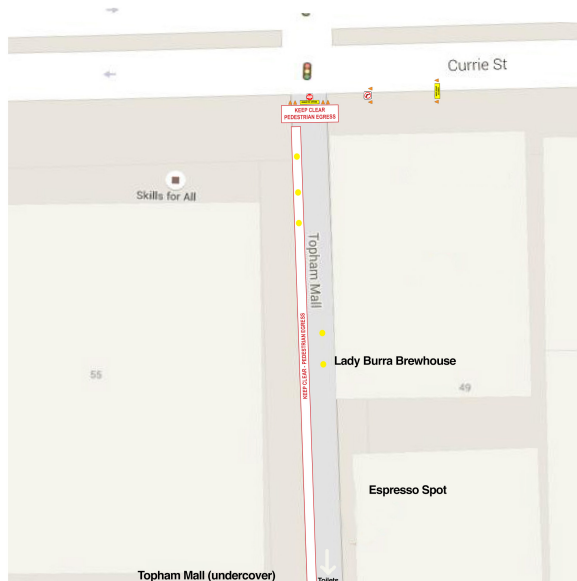 Currie St
KEEP CLEAR
PEDESTRIAN EGRESS
Skills for All
Topham Mall
KEEP CLEAR - PEDESTRIAN EGRESS
Lady Burra Brewhouse
55
49
Espresso Spot
Topham Mall (undercover)
Toilets